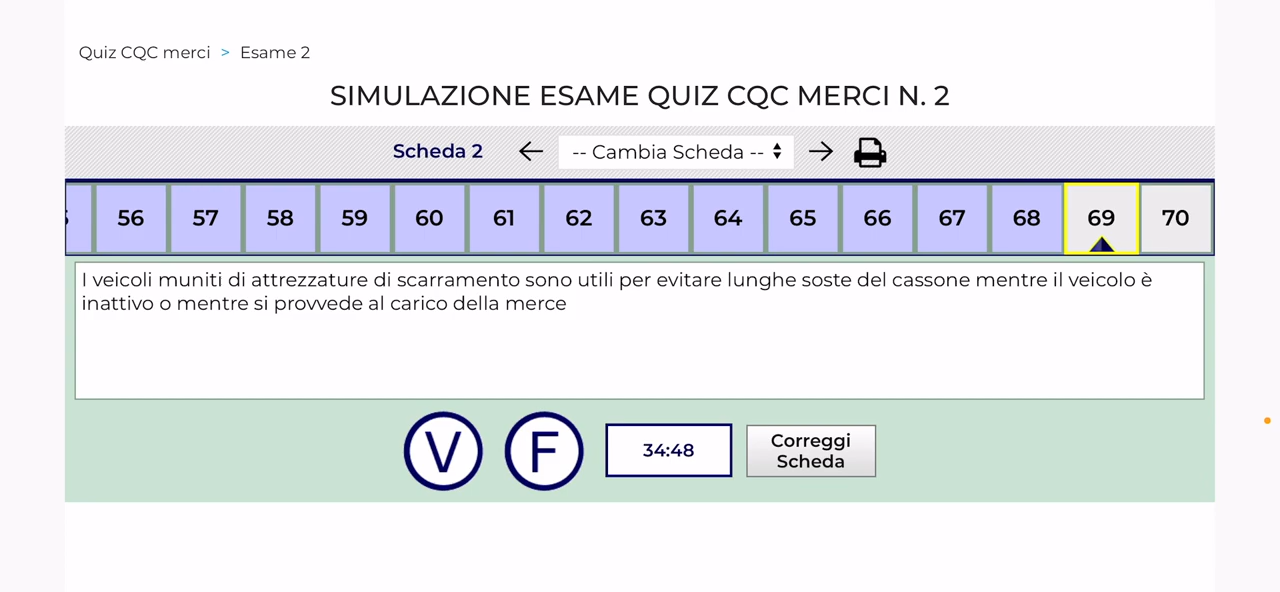 Quiz CQC merci > Esame 2
SIMULAZIONE ESAME QUIZ CQC MERCI N. 2
Scheda 2 ← -- Cambia Scheda -- →
56 57 58 59 60 61 62 63 64 65 66 67 68 69 70
I veicoli muniti di attrezzature di scarramento sono utili per evitare lunghe soste del cassone mentre il veicolo è
inattivo o mentre si provvede al carico della merce
V F 34:48 Correggi
Scheda